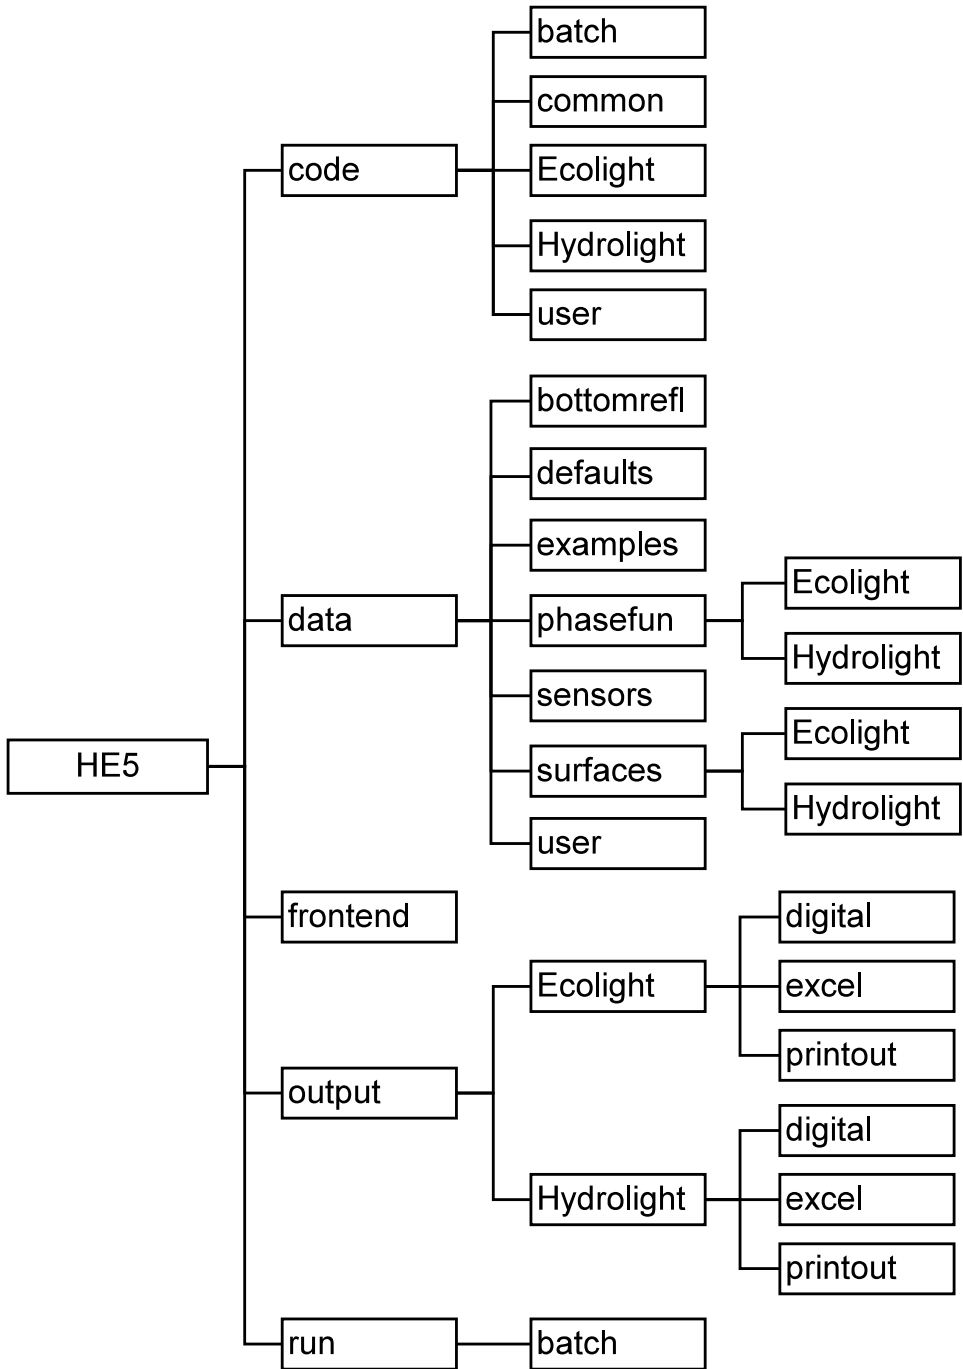 batch
common
code
Ecolight
Hydrolight
user
bottomrefl
defaults
examples
Ecolight
data
phasefun
Hydrolight
sensors
Ecolight
HE5
surfaces
Hydrolight
user
frontend
digital
Ecolight
excel
printout
output
digital
Hydrolight
excel
printout
run
batch